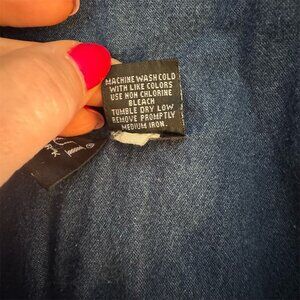 MACHINE WASH COLD
WITH LIKE COLORS
USE NON CHLORINE
BLEACH
TUMBLE DRY LOW
REMOVE PROMPTLY
MEDIUM IRON.